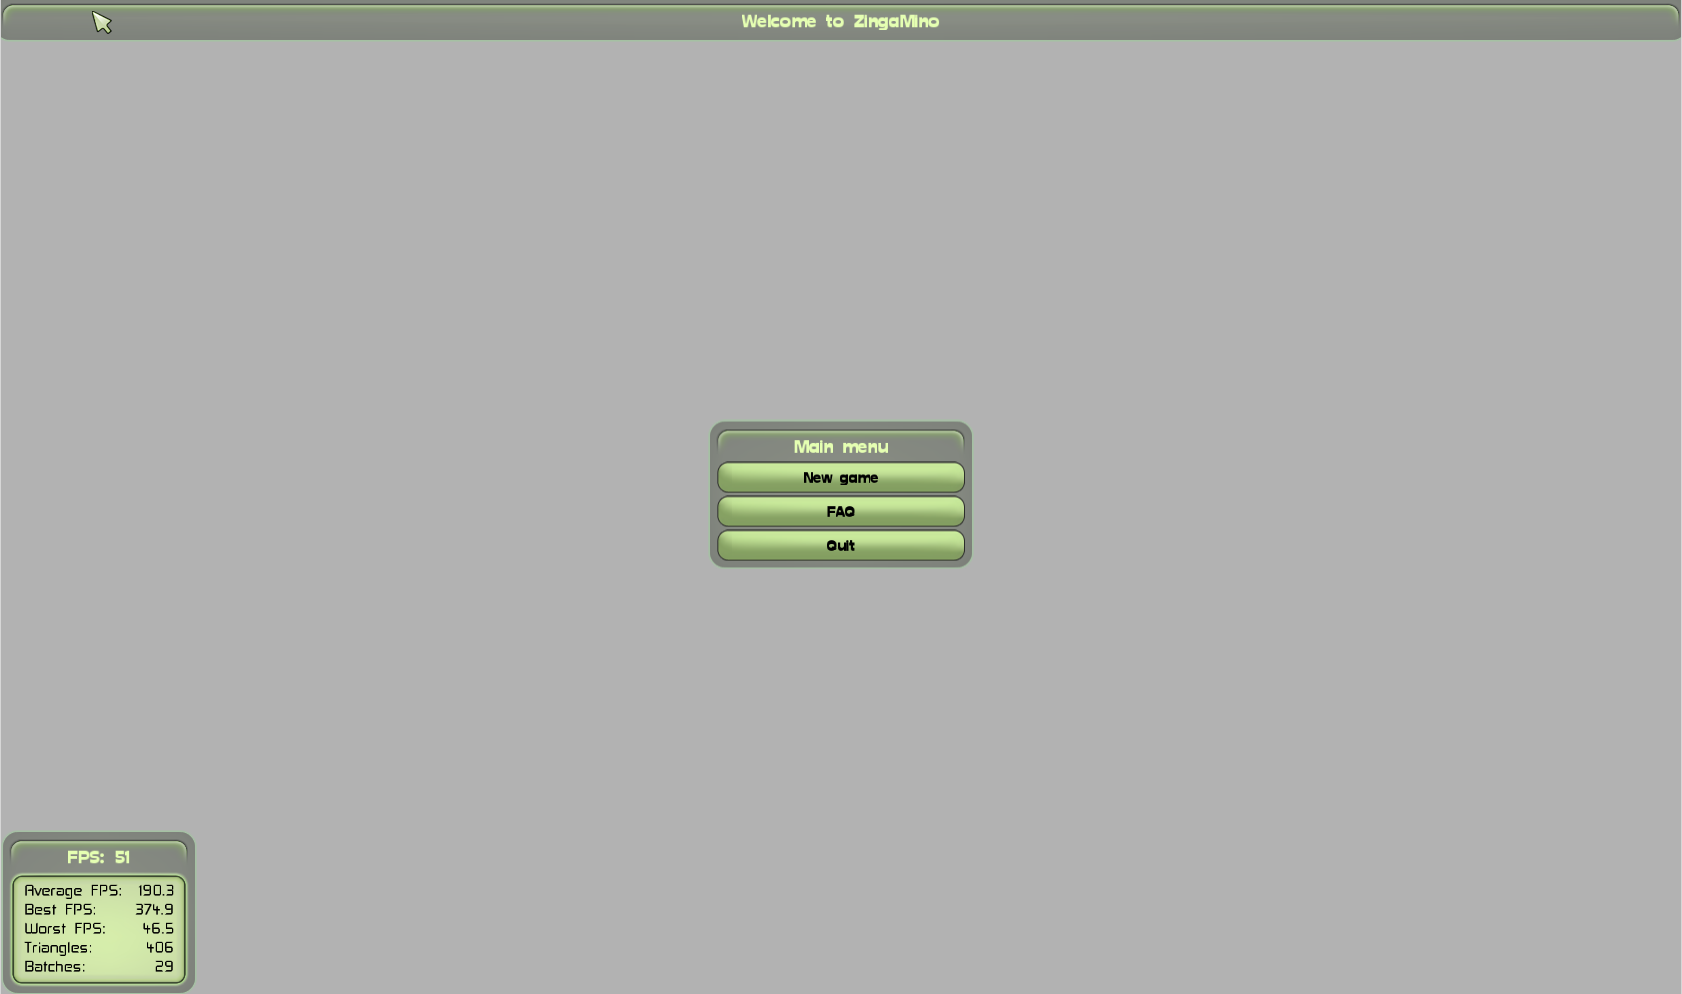 Welcome to ZingaMino
Main menu
New game
FAQ
Quit
FPS: 51
Average FPS: 190.3
Best FPS: 374.9
Worst FPS: 46.5
Triangles: 406
Batches: 29